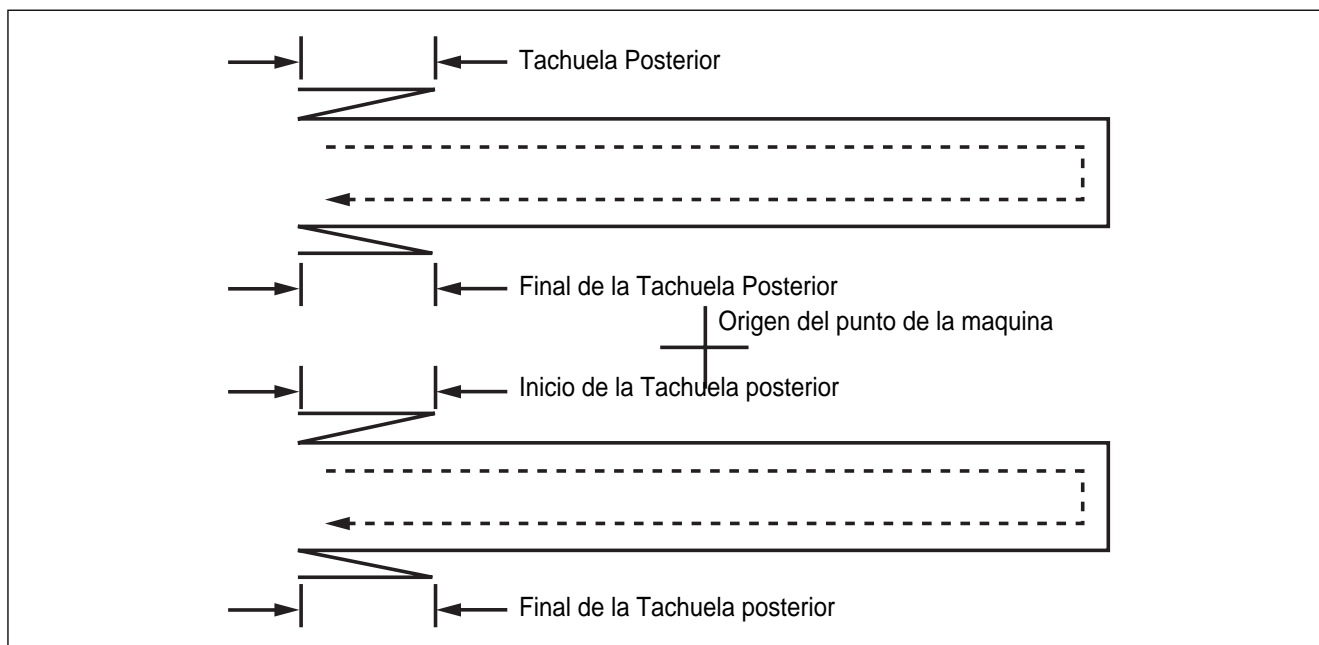 Tachuela Posterior
Final de la Tachuela Posterior
Origen del punto de la maquina
Inicio de la Tachuela posterior
Final de la Tachuela posterior